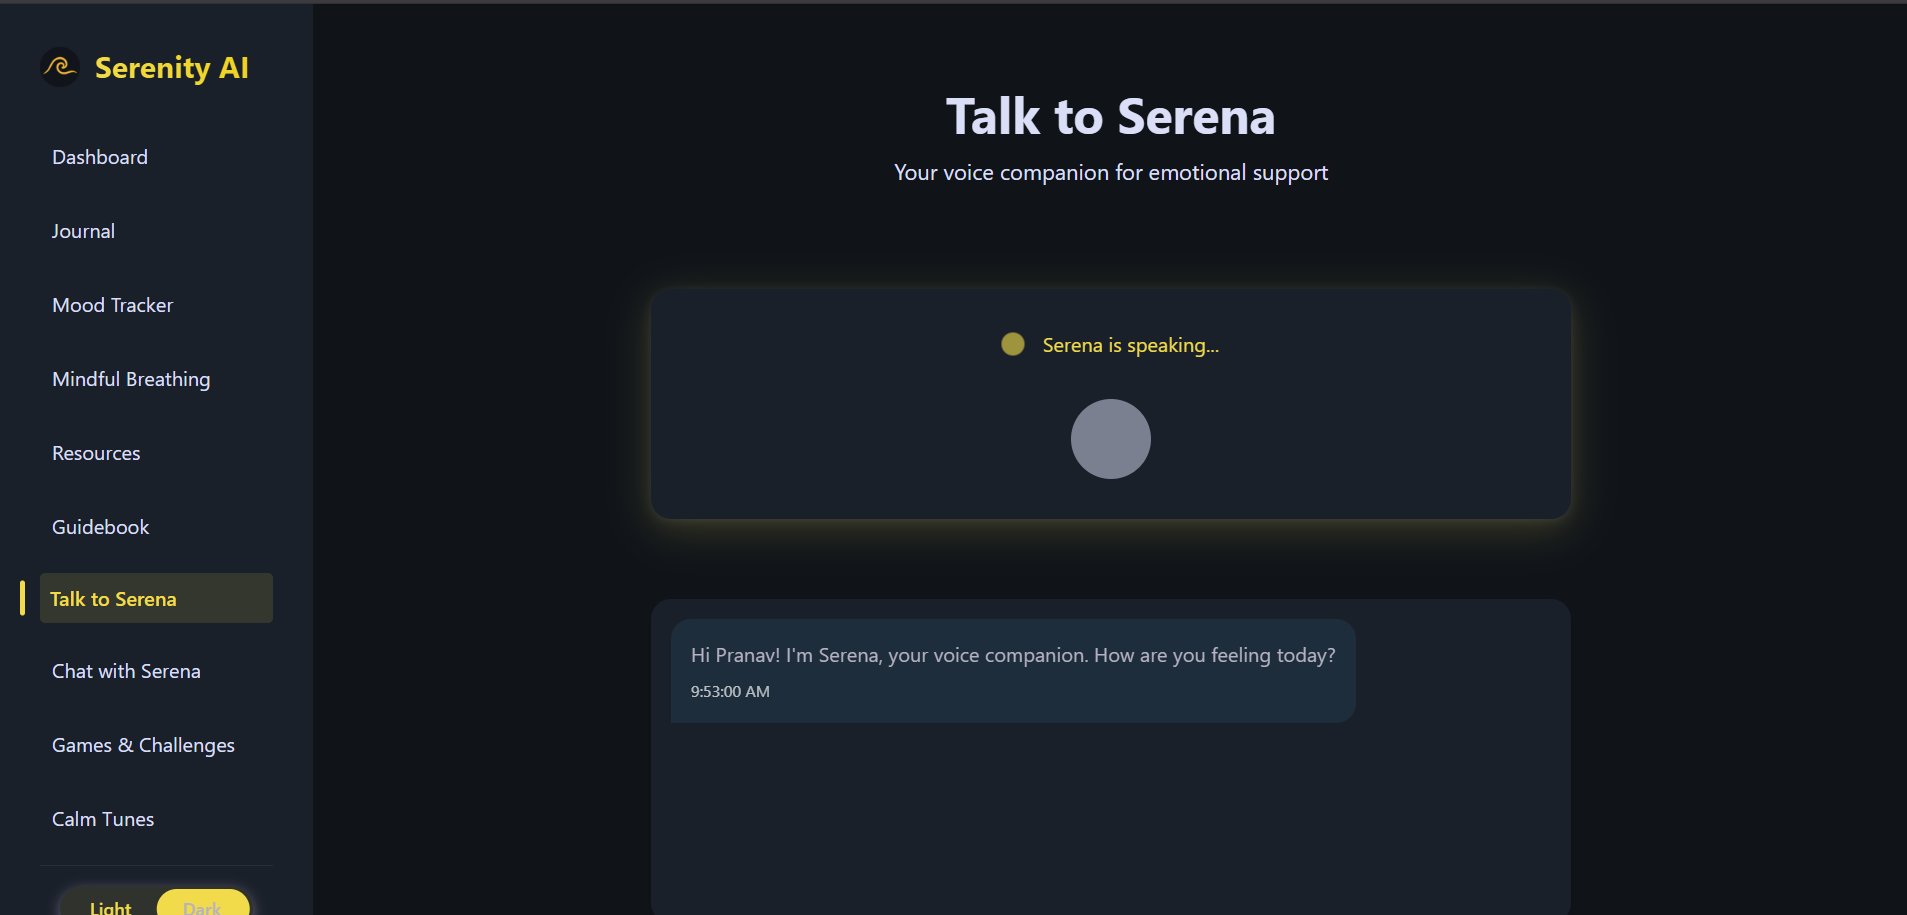 Serenity AI
Dashboard
Journal
Mood Tracker
Mindful Breathing
Resources
Guidebook
Talk to Serena
Chat with Serena
Games & Challenges
Calm Tunes
Light
Dark
Talk to Serena
Your voice companion for emotional support
Serena is speaking...
Hi Pranav! I'm Serena, your voice companion. How are you feeling today?
9:53:00 AM